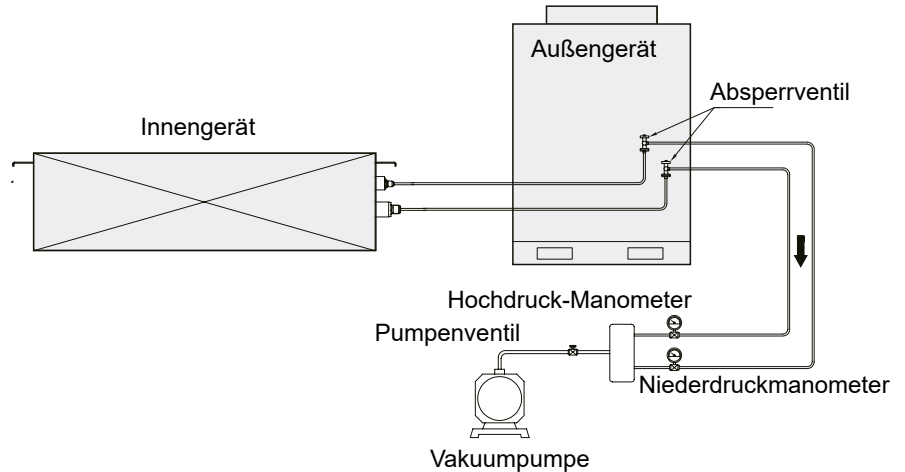 Außengerät
Absperrventil
Innengerät
Hochdruck-Manometer
Pumpenventil
Niederdruckmanometer
Vakuumpumpe